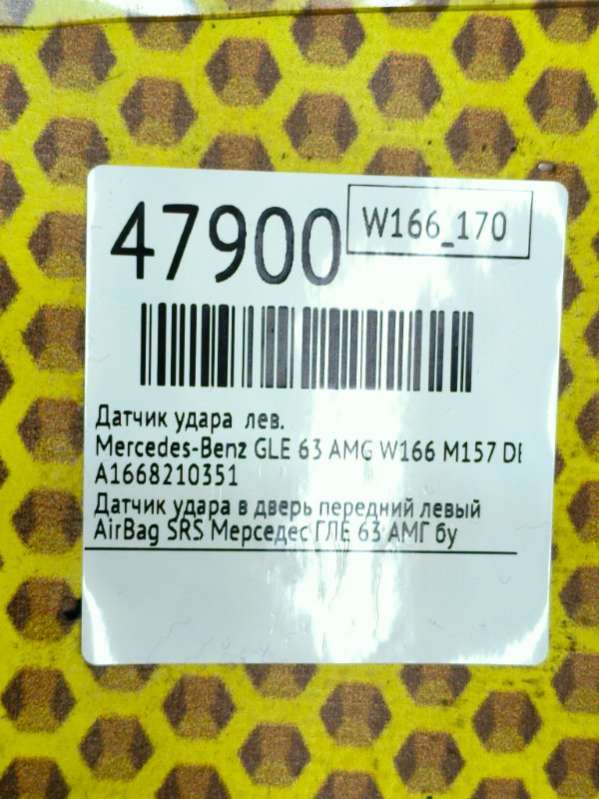 47900
W166_170
Датчик удара лев.
Mercedes-Benz GLE 63 AMG W166 M157 DE
A1668210351
Датчик удара в дверь передний левый
AirBag SRS Мерседес ГЛЕ 63 АМГ бу